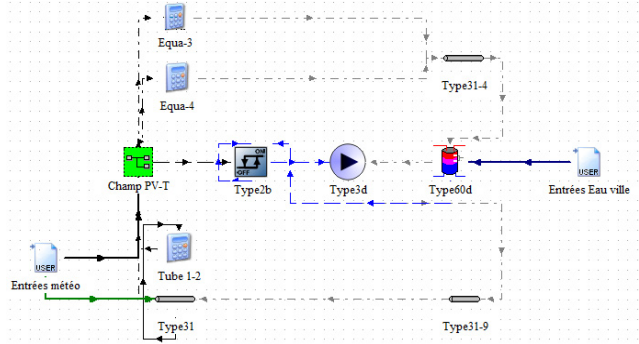 Equa-3
Type31-4
Equa-4
ON
OFF
Champ PV-T
Type2b
Type3d
Type60d
USER
Entrées Eau ville
USER
Tube 1-2
Entrées météo
Type31
Type31-9